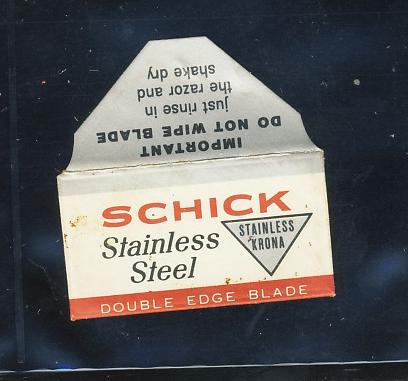 IMPORTANT
DO NOT WIPE BLADE
just rinse in
the razor and
shake dry
SCHICK
Stainless
Steel
STAINLESS
KRONA
DOUBLE EDGE BLADE